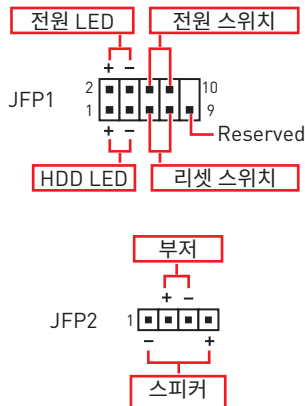 전원 LED 전원 스위치
+ −
2 10
JFP1
1 9
+ −
Reserved
HDD LED 리셋 스위치
부저
+ −
JFP2 1
− +
스피커